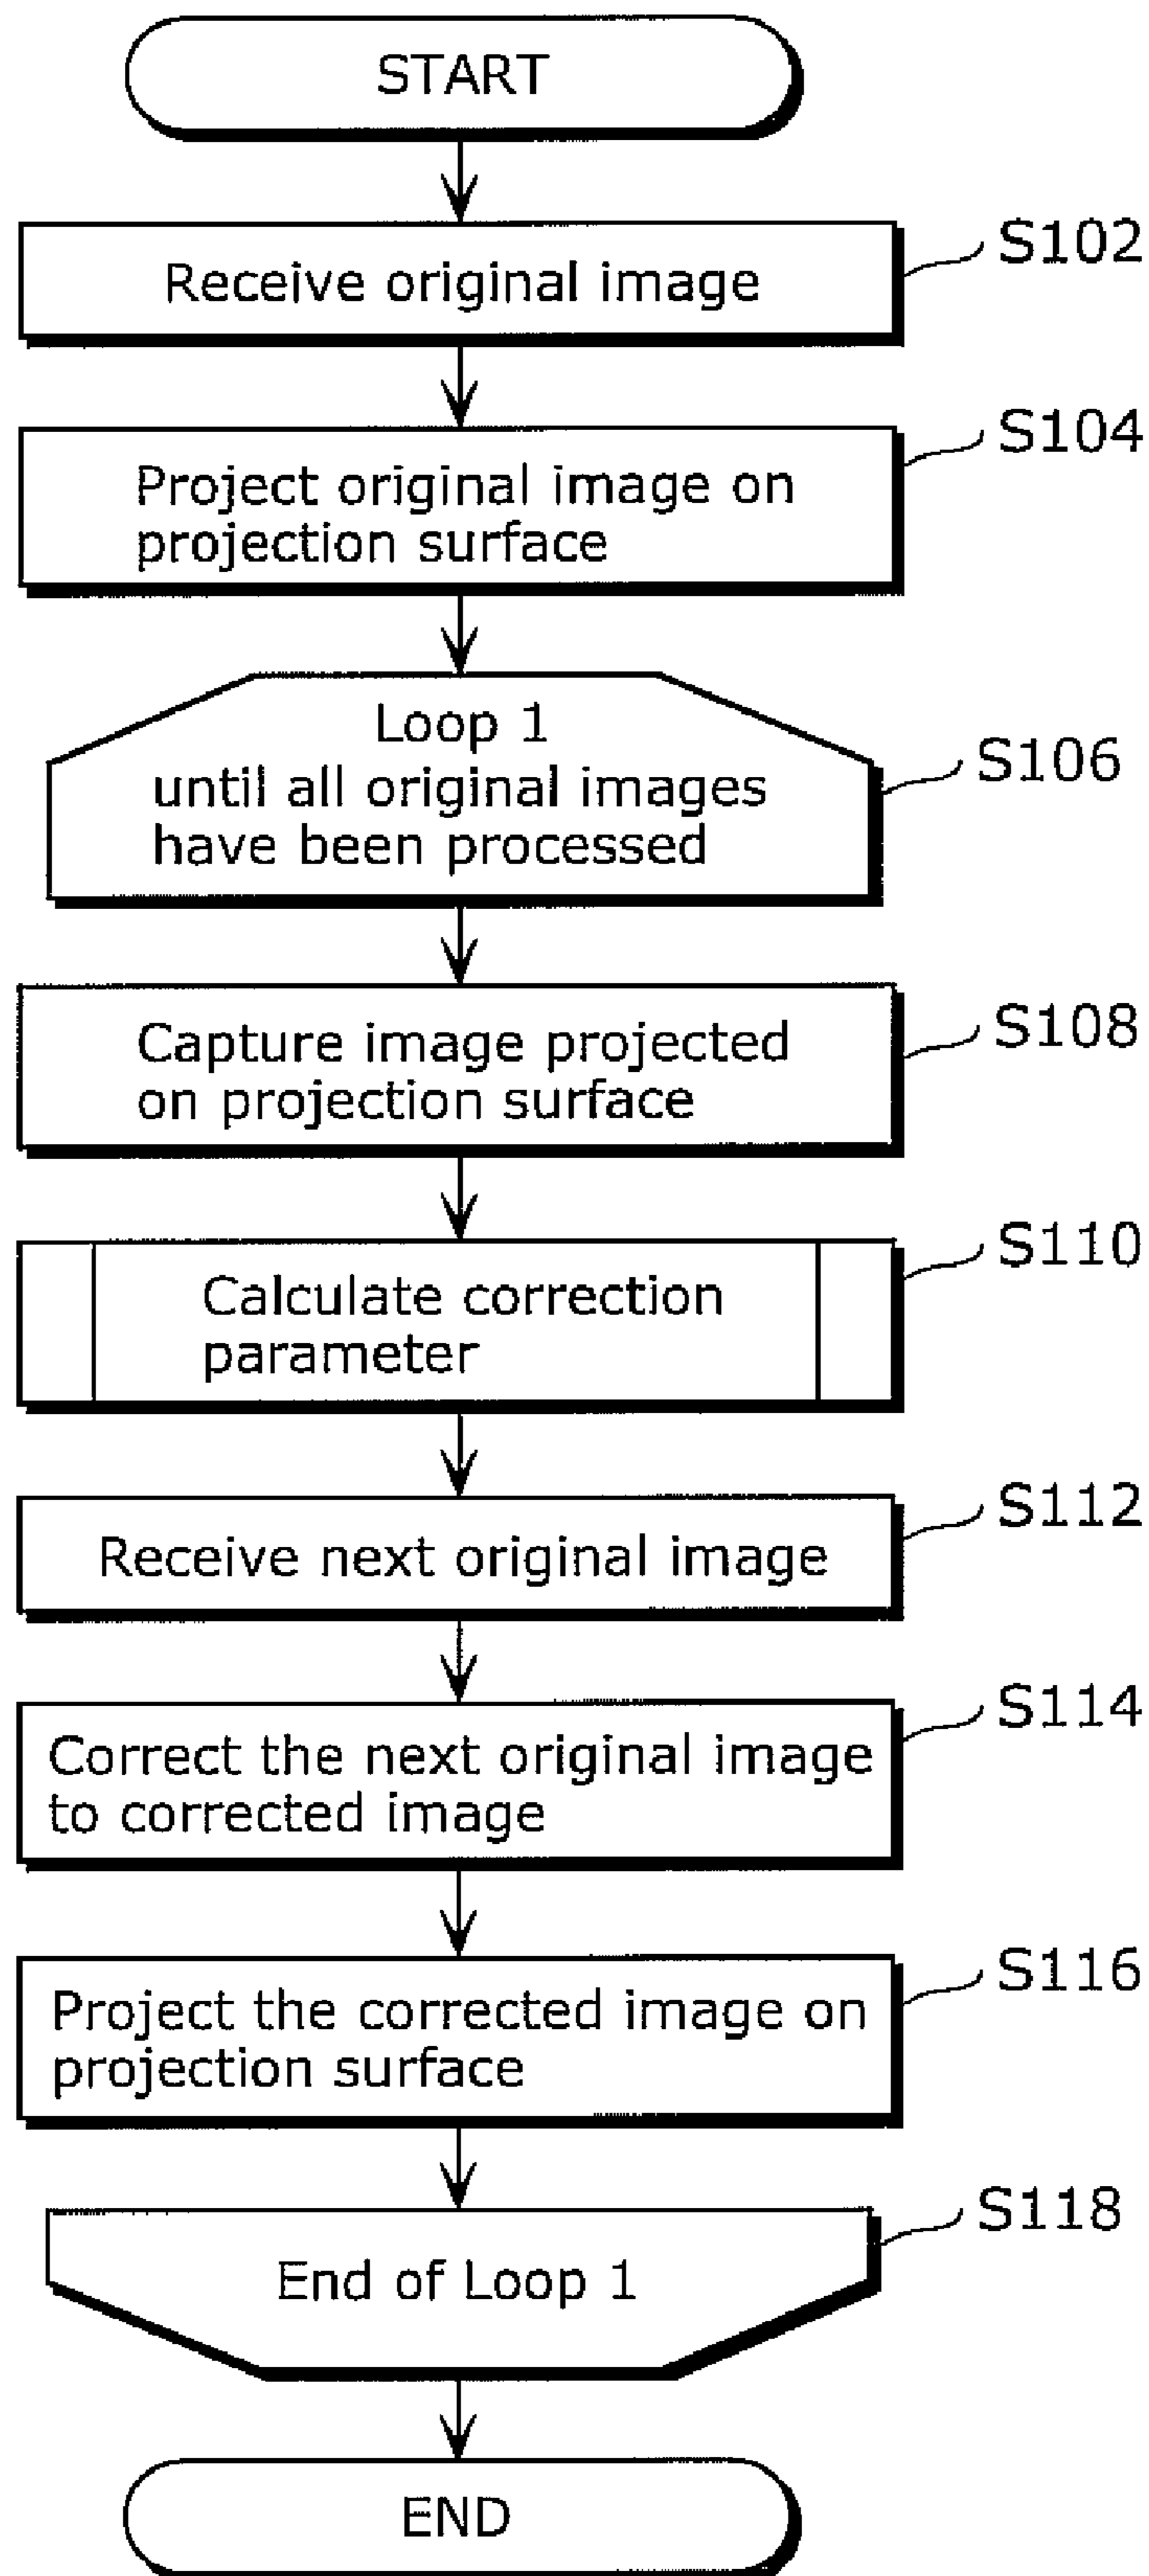 START
Receive original image
S102
Project original image on
projection surface
S104
Loop 1
until all original images
have been processed
S106
Capture image projected
on projection surface
S108
Calculate correction
parameter
S110
Receive next original image
S112
Correct the next original image
to corrected image
S114
Project the corrected image on
projection surface
S116
End of Loop 1
S118
END